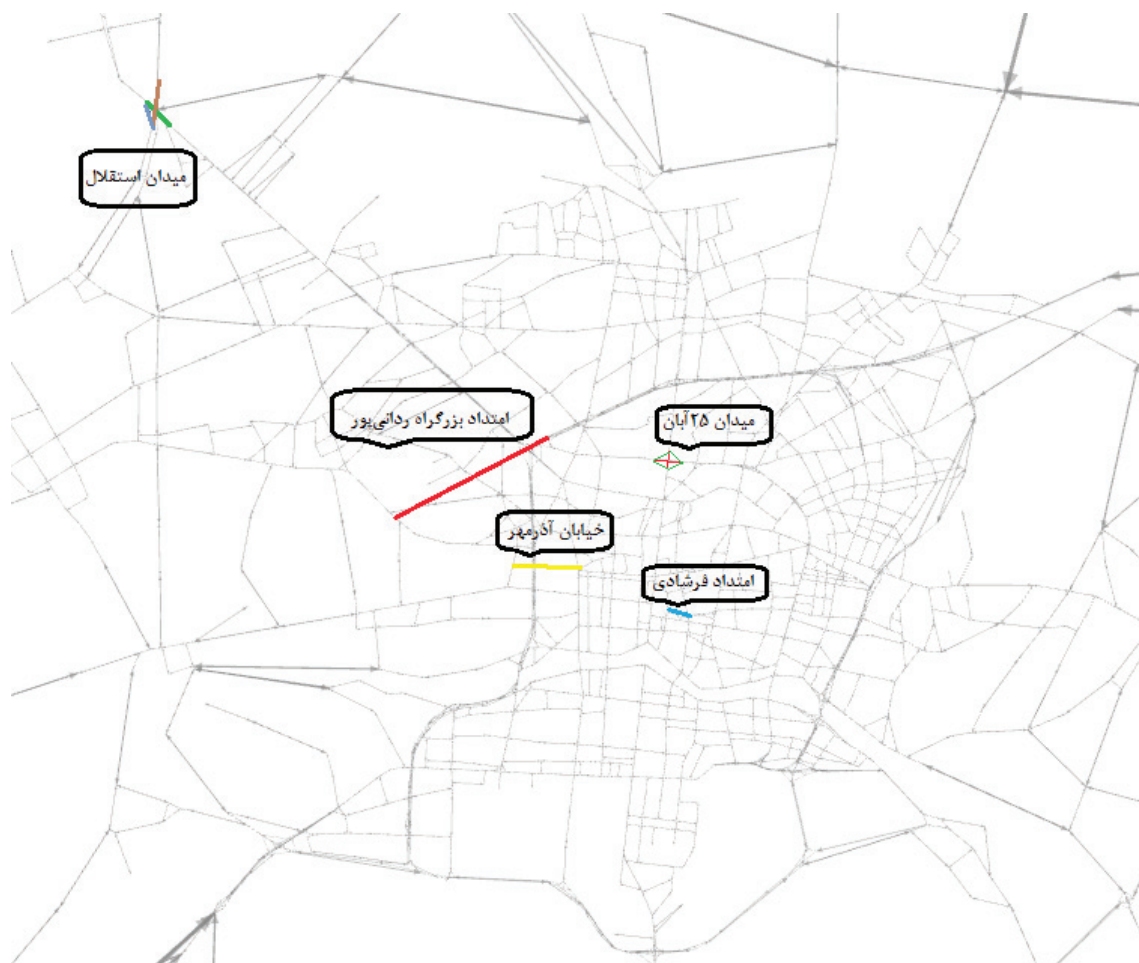 میدان استقلال
امتداد بزرگراه ردانی‌پور
میدان ۲۵آبان
خیابان آذرمهر
امتداد فرشادی